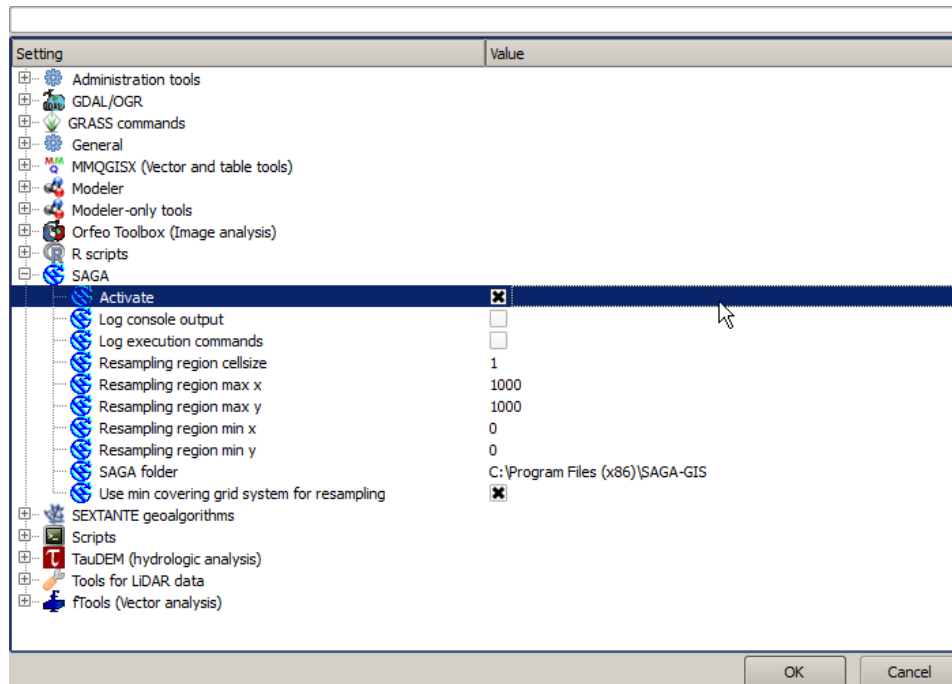 Setting Value
Administration tools
GDAL/OGR
GRASS commands
General
MMQGISX (Vector and table tools)
Modeler
Modeler-only tools
Orfeo Toolbox (Image analysis)
R scripts
SAGA
Activate
Log console output
Log execution commands
Resampling region cellsize 1
Resampling region max x 1000
Resampling region max y 1000
Resampling region min x 0
Resampling region min y 0
SAGA folder C:\Program Files (x86)\SAGA-GIS
Use min covering grid system for resampling
SEXTANTE geoalgorithms
Scripts
TauDEM (hydrologic analysis)
Tools for LiDAR data
fTools (Vector analysis)
OK Cancel